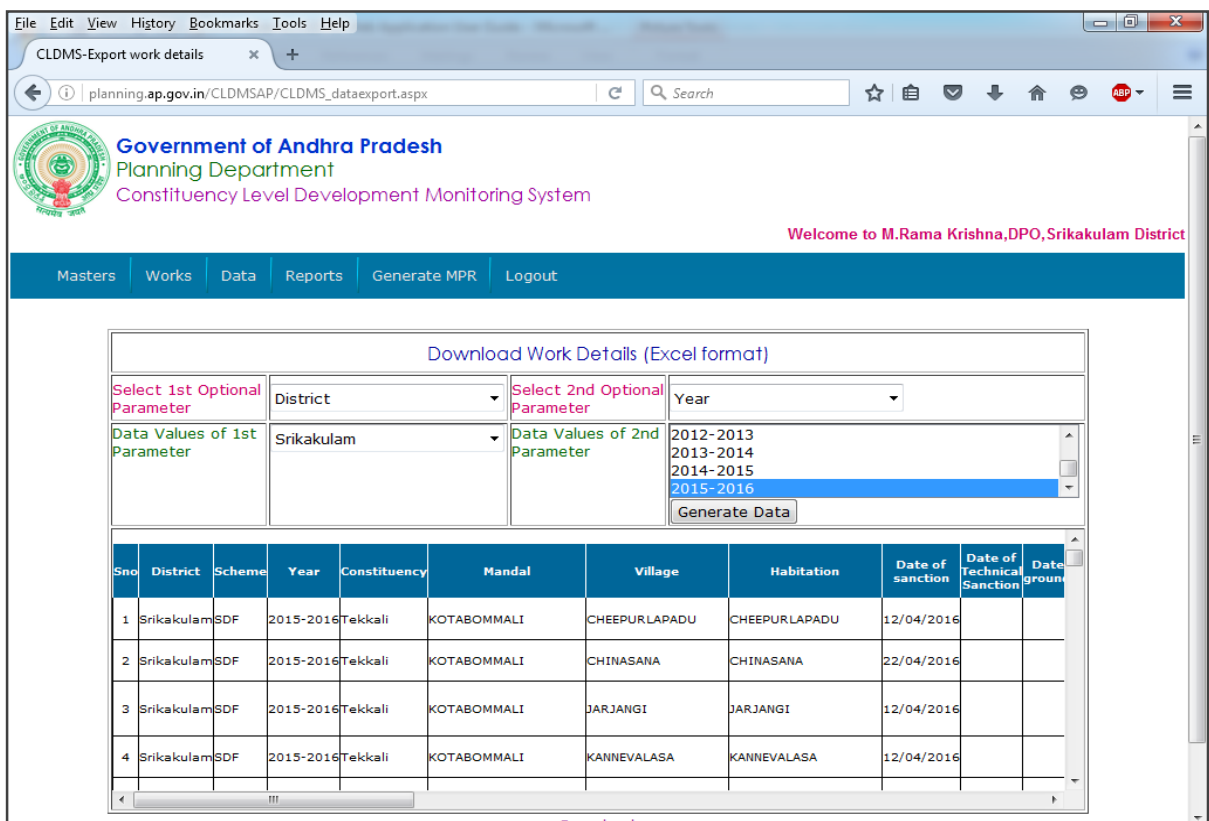 File Edit View History Bookmarks Tools Help
CLDMS-Export work details × +
planning.ap.gov.in/CLDMSAP/CLDMS_dataexport.aspx Search ABP
Government of Andhra Pradesh
Planning Department
Constituency Level Development Monitoring System
Welcome to M.Rama Krishna,DPO,Srikakulam District
Masters Works Data Reports Generate MPR Logout
Download Work Details (Excel format)
Select 1st Optional Parameter District Select 2nd Optional Parameter Year
Data Values of 1st Parameter Srikakulam Data Values of 2nd Parameter 2012-2013
2013-2014
2014-2015
2015-2016
Generate Data
Sno District Scheme Year Constituency Mandal Village Habitation Date of sanction Date of Technical Sanction Date groun
1 Srikakulam SDF 2015-2016 Tekkali KOTABOMMALI CHEEPURLAPADU CHEEPURLAPADU 12/04/2016
2 Srikakulam SDF 2015-2016 Tekkali KOTABOMMALI CHINASANA CHINASANA 22/04/2016
3 Srikakulam SDF 2015-2016 Tekkali KOTABOMMALI JARJANGI JARJANGI 12/04/2016
4 Srikakulam SDF 2015-2016 Tekkali KOTABOMMALI KANNEVALASA KANNEVALASA 12/04/2016